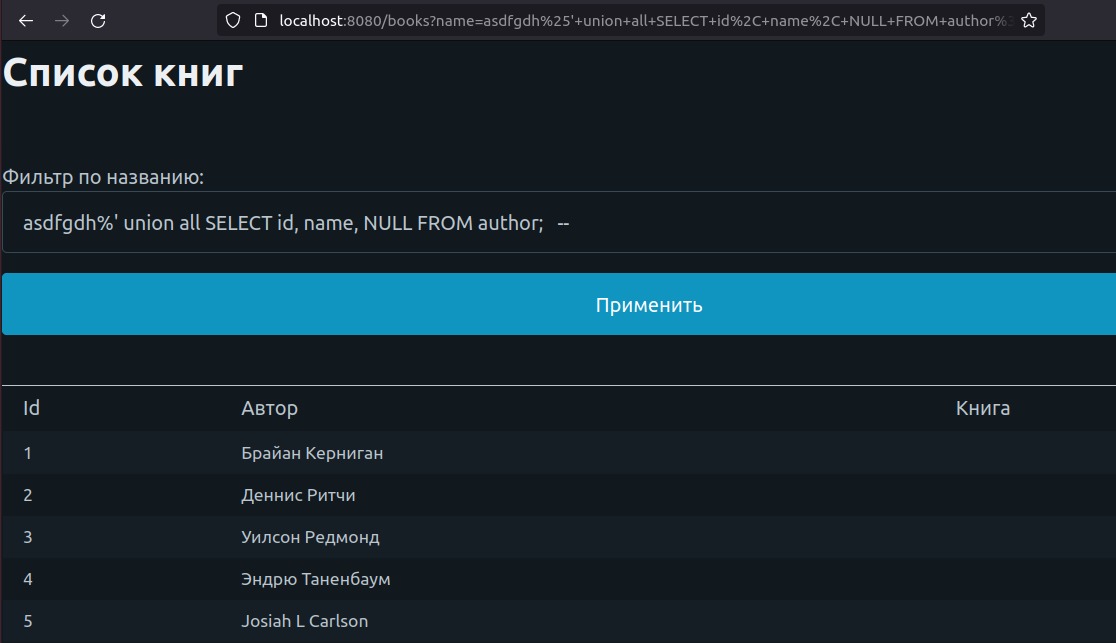 localhost:8080/books?name=asdfgdh%25'+union+all+SELECT+id%2C+name%2C+NULL+FROM+author%
Список книг
Фильтр по названию:
asdfgdh%' union all SELECT id, name, NULL FROM author;   --
Применить
Id Автор Книга
1 Брайан Керниган
2 Деннис Ритчи
3 Уилсон Редмонд
4 Эндрю Таненбаум
5 Josiah L Carlson